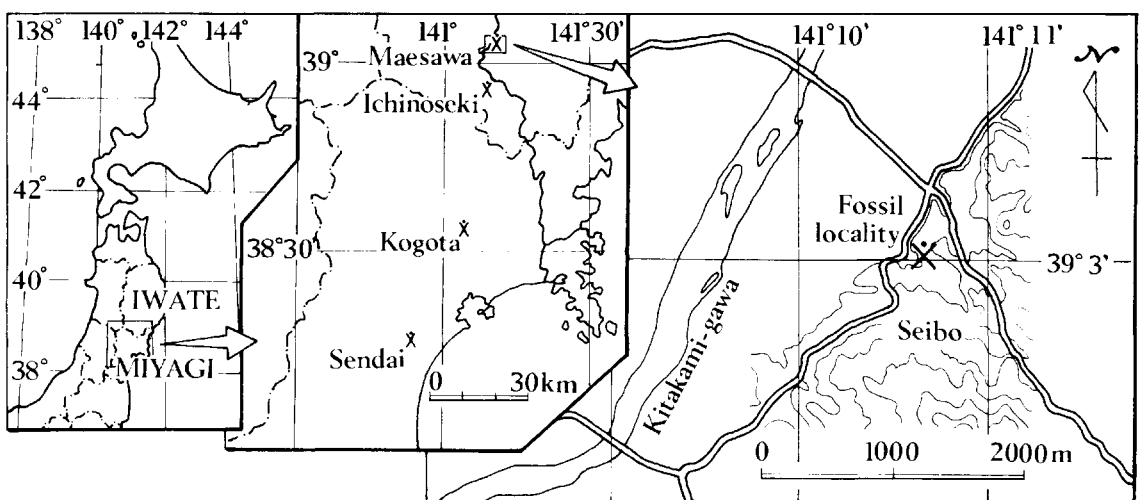 138° 140° 142° 144°
44°
42°
40°
IWATE
MIYAGI
38°
141° 141°30'
Maesawa
39°
Ichinoseki
38°30'
Kogota
Sendai
0 30km
141°10' 141°11'
N
Fossil
locality
39°3'
Seibo
Kitakami-gawa
0 1000 2000m